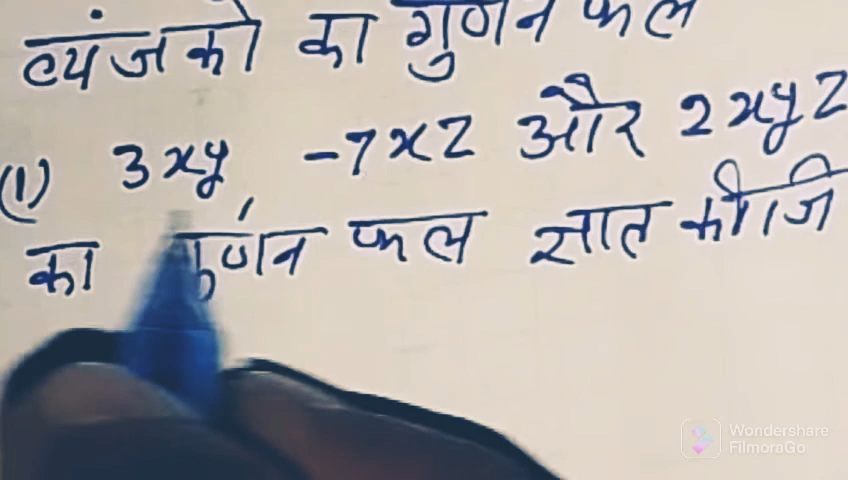 व्यंजको का गुणन फल
(1) 3xy, -7xz और 2xyz
का गुणन फल ज्ञात कीजि
Wondershare
FilmoraGo